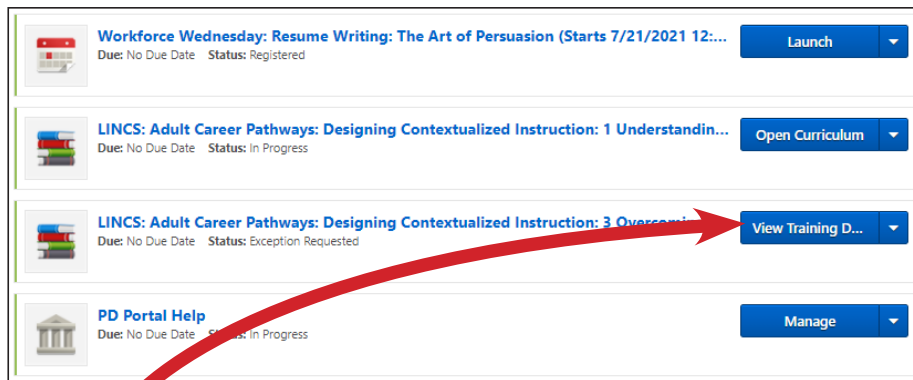 Workforce Wednesday: Resume Writing: The Art of Persuasion (Starts 7/21/2021 12:...
Due: No Due Date Status: Registered
Launch
LINCS: Adult Career Pathways: Designing Contextualized Instruction: 1 Understandin...
Due: No Due Date Status: In Progress
Open Curriculum
LINCS: Adult Career Pathways: Designing Contextualized Instruction: 3 Overcomin
Due: No Due Date Status: Exception Requested
View Training D...
PD Portal Help
Due: No Due Date Status: In Progress
Manage